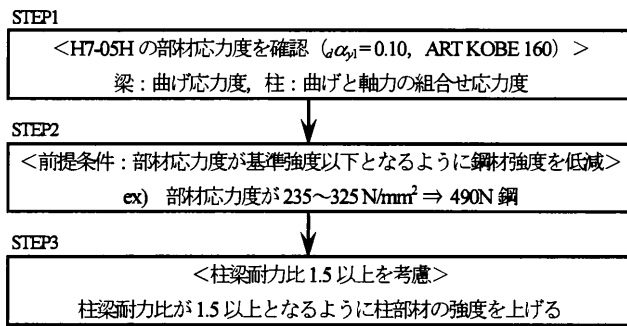 STEP1
<H7-05Hの部材応力度を確認（dαy1=0.10，ART KOBE 160）>
梁：曲げ応力度，柱：曲げと軸力の組合せ応力度
STEP2
<前提条件：部材応力度が基準強度以下となるように鋼材強度を低減>
ex) 部材応力度が 235～325 N/mm² ⇒ 490N 鋼
STEP3
<柱梁耐力比 1.5 以上を考慮>
柱梁耐力比が 1.5 以上となるように柱部材の強度を上げる